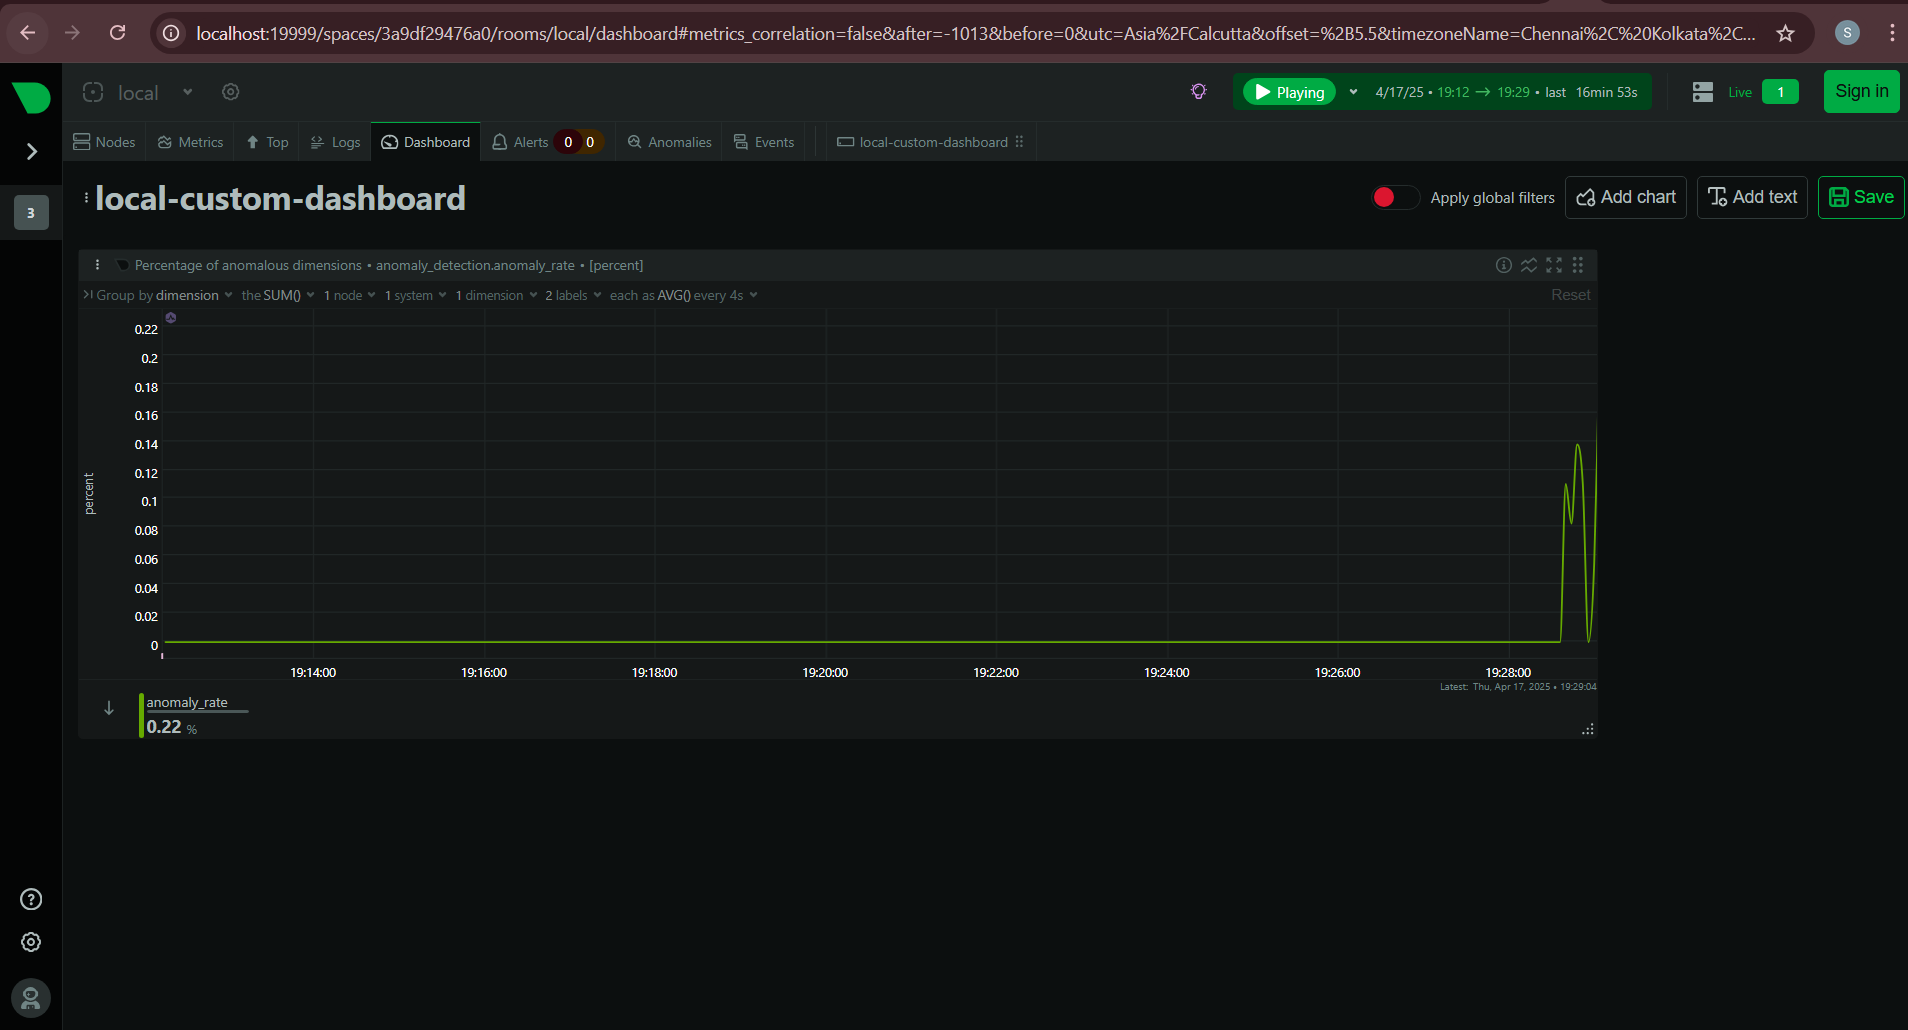 localhost:19999/spaces/3a9df29476a0/rooms/local/dashboard#metrics_correlation=false&after=-1013&before=0&utc=Asia%2FCalcutta&offset=%2B5.5&timezoneName=Chennai%2C%20Kolkata%2C...
S
local
Playing 4/17/25 • 19:12 → 19:29 • last 16min 53s
Live 1
Sign in
Nodes Metrics Top Logs Dashboard Alerts 0 0 Anomalies Events local-custom-dashboard
3
local-custom-dashboard
Apply global filters Add chart Add text Save
Percentage of anomalous dimensions • anomaly_detection.anomaly_rate • [percent]
Group by dimension the SUM() 1 node 1 system 1 dimension 2 labels each as AVG() every 4s Reset
0.22
0.2
0.18
0.16
0.14
0.12
0.1
0.08
0.06
0.04
0.02
0
percent
19:14:00 19:16:00 19:18:00 19:20:00 19:22:00 19:24:00 19:26:00 19:28:00
Latest: Thu, Apr 17, 2025 • 19:29:04
anomaly_rate
0.22 %